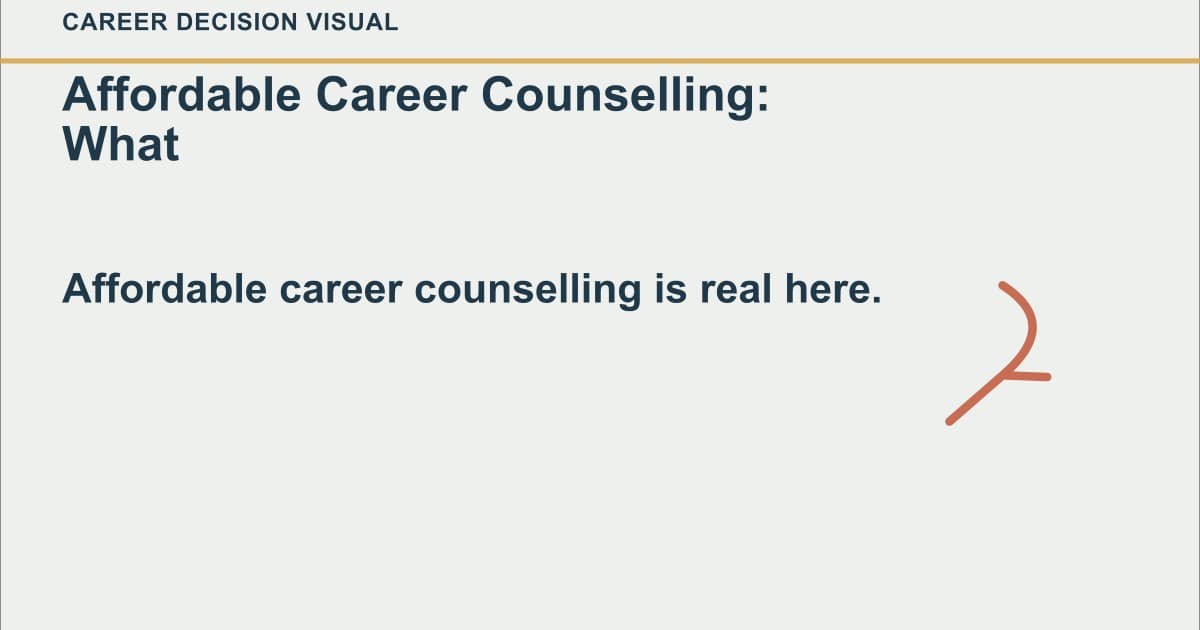 CAREER DECISION VISUAL
Affordable Career Counselling:
What
Affordable career counselling is real here.